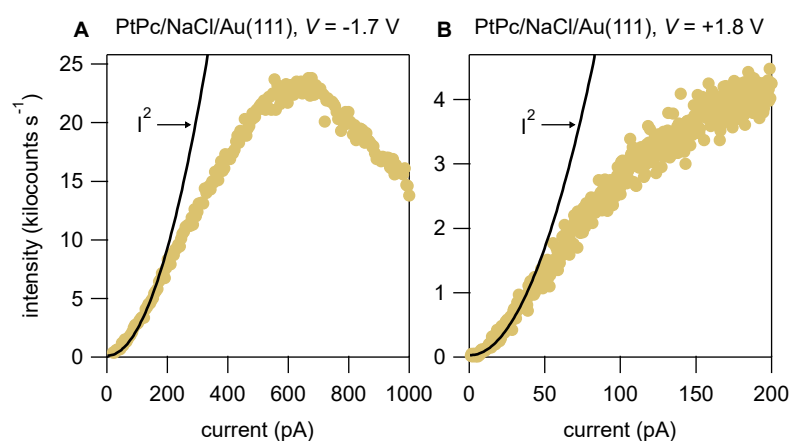 A PtPc/NaCl/Au(111), V = -1.7 V
25
20
15
10
5
0
I²
0 200 400 600 800 1000
intensity (kilocounts s⁻¹)
current (pA)
B PtPc/NaCl/Au(111), V = +1.8 V
4
3
2
1
0
I²
0 50 100 150 200
current (pA)